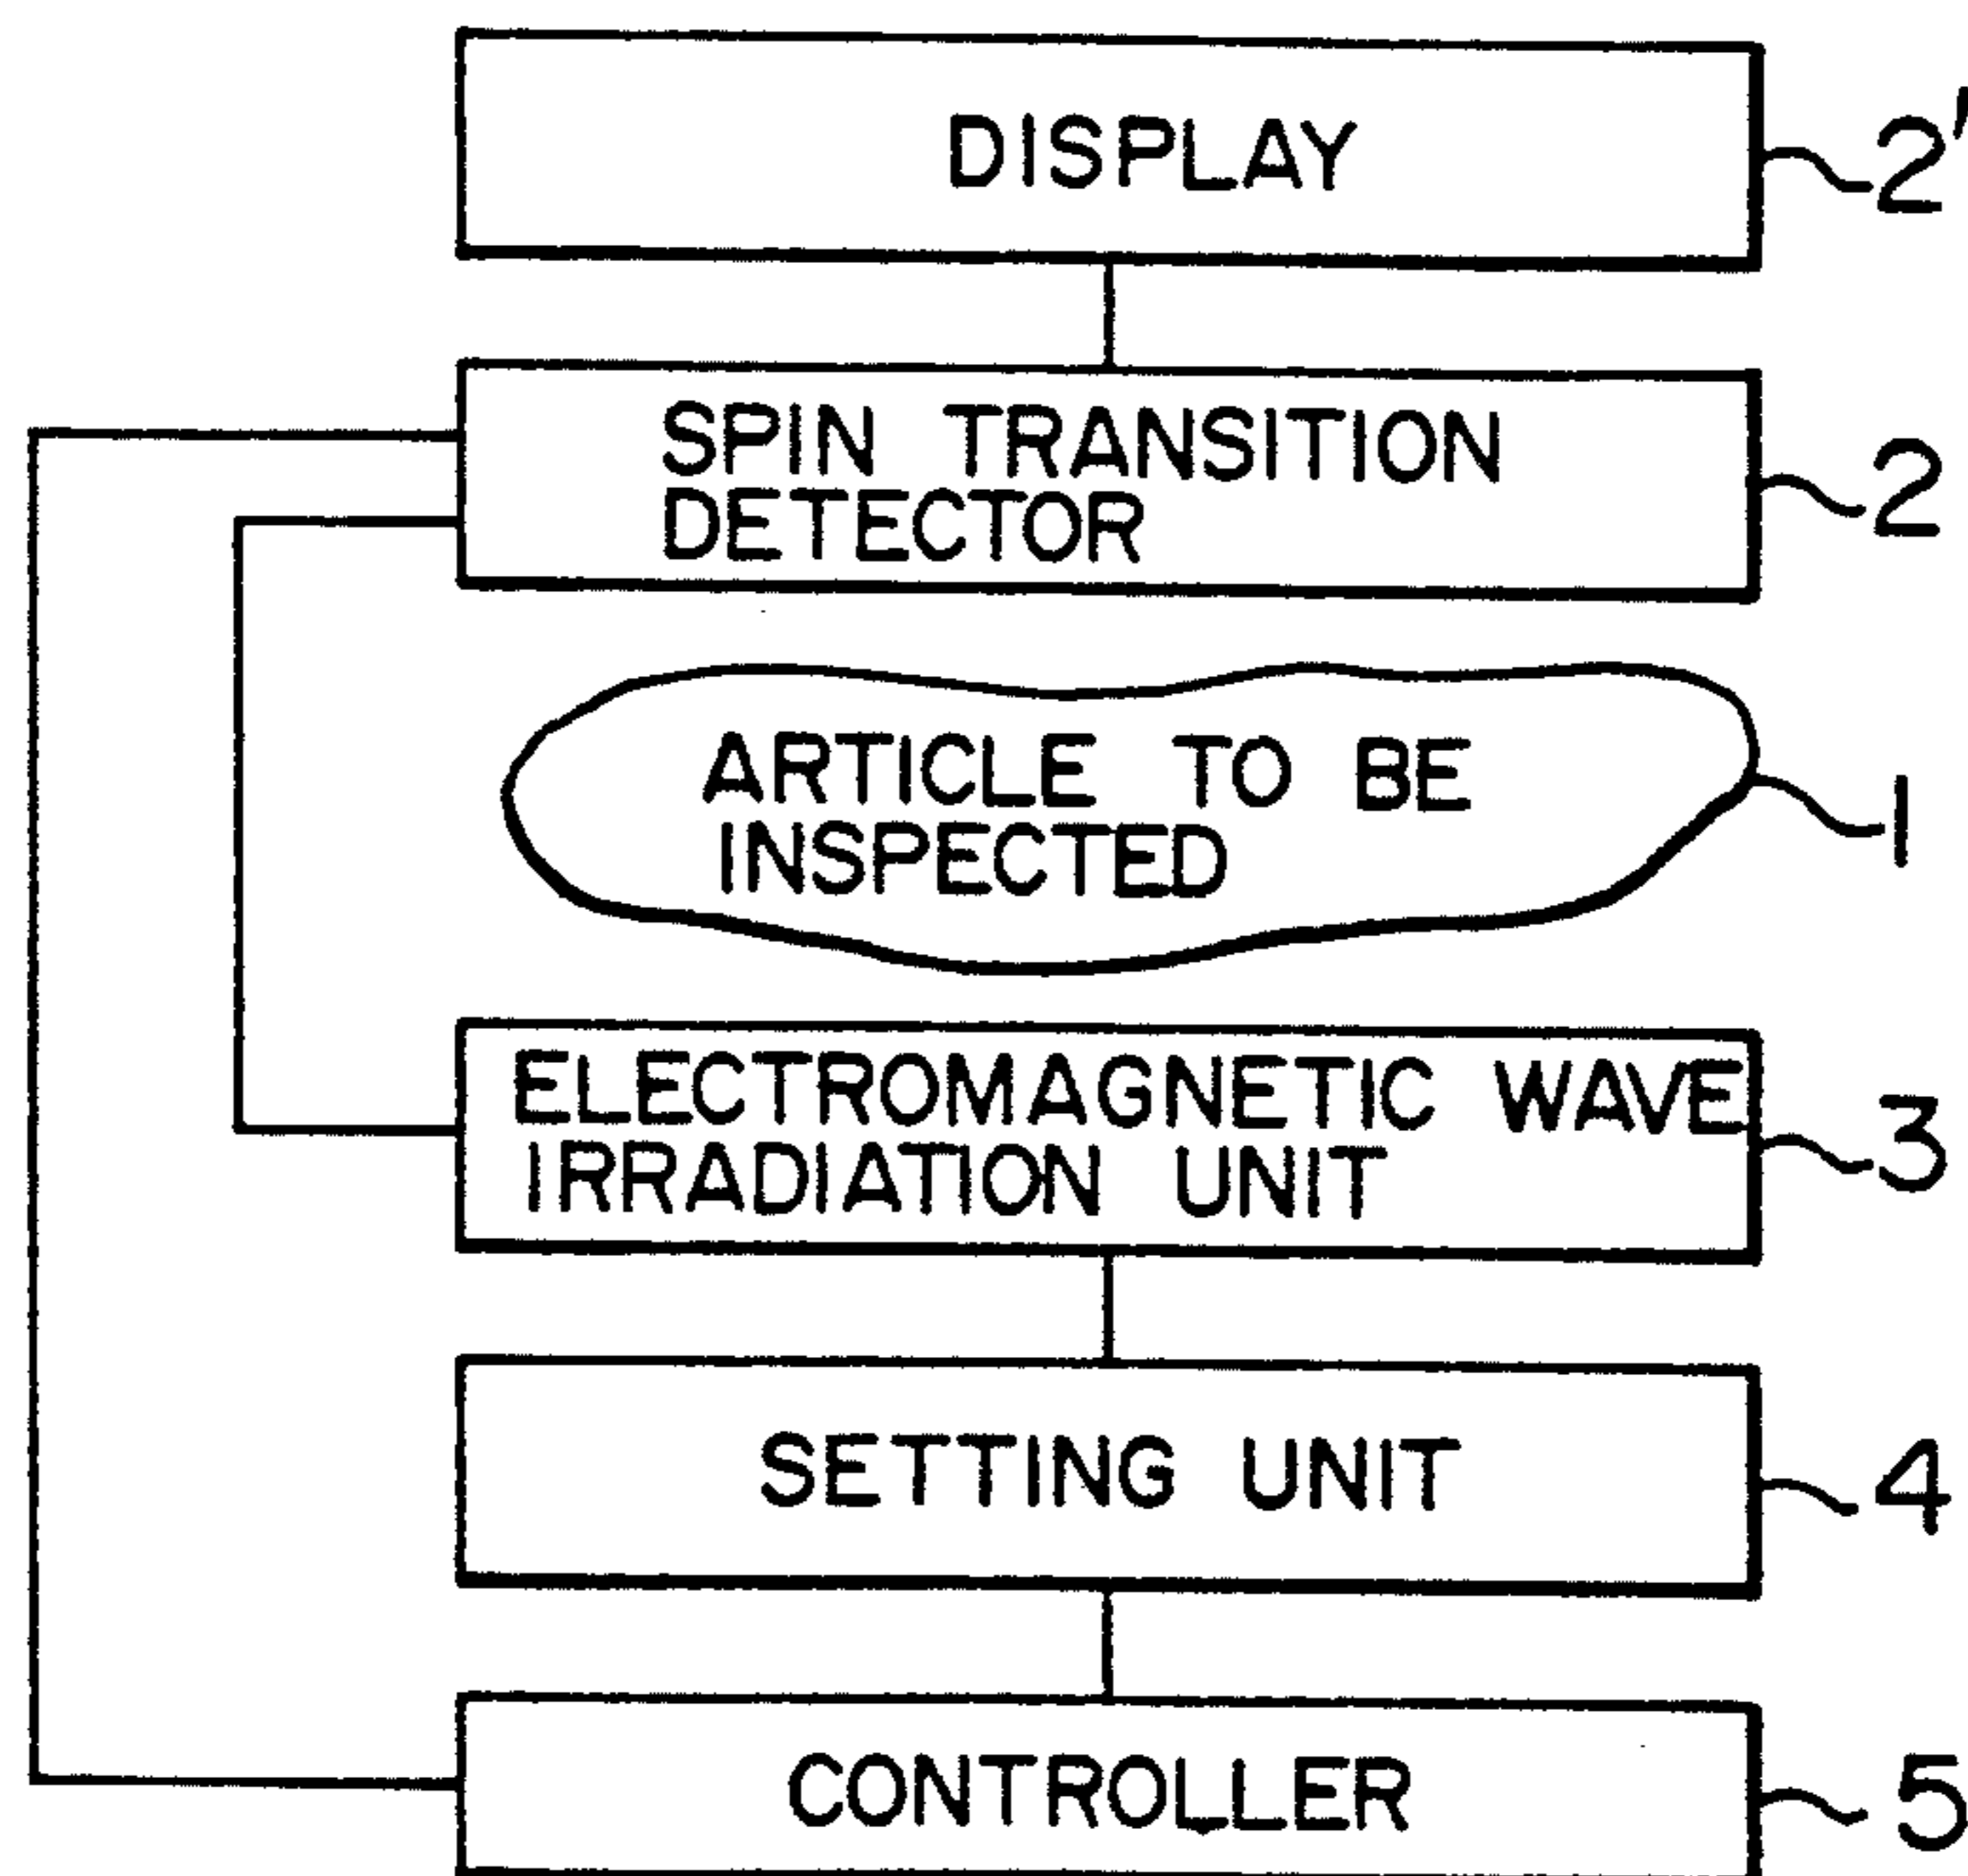 DISPLAY
2'
SPIN TRANSITION
DETECTOR
2
ARTICLE TO BE
INSPECTED
1
ELECTROMAGNETIC WAVE
IRRADIATION UNIT
3
SETTING UNIT
4
CONTROLLER
5